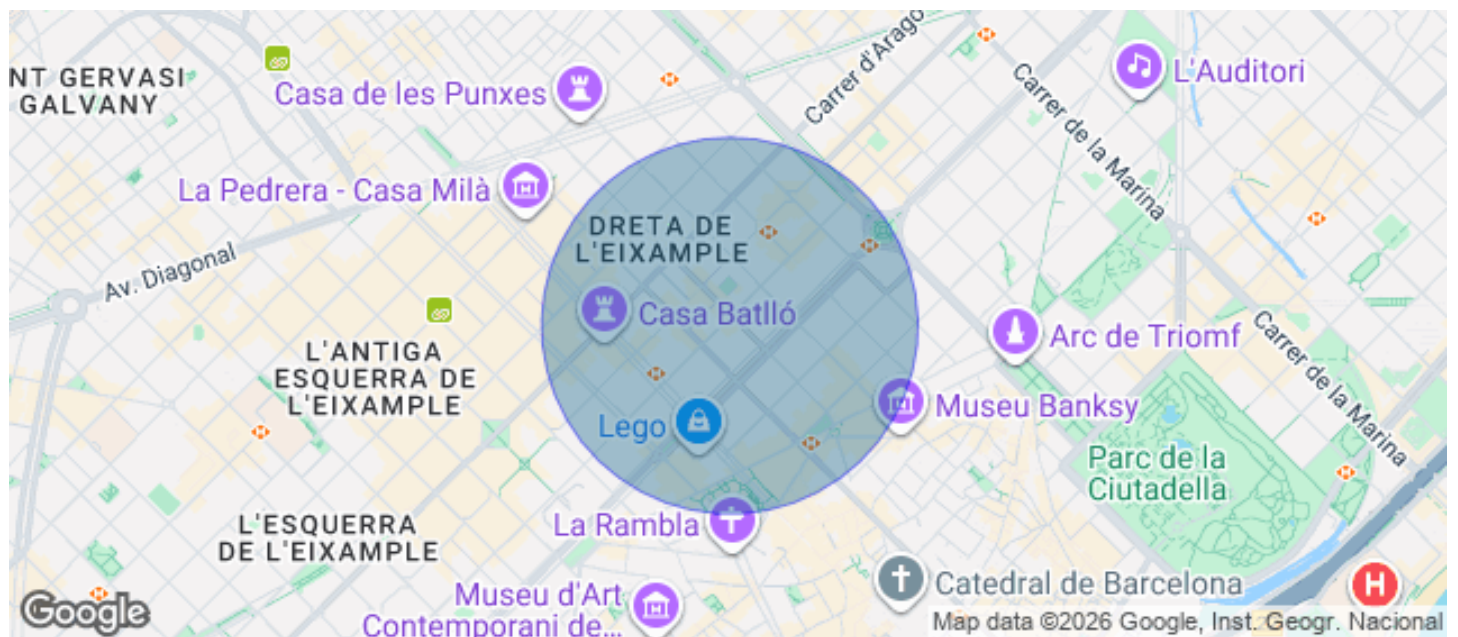 NT GERVASI
GALVANY
Casa de les Punxes
Carrer d'Arago
L'Auditori
Carrer de la Marina
La Pedrera - Casa Milà
DRETA DE
L'EIXAMPLE
Av. Diagonal
Casa Batlló
Arc de Triomf
Carrer de la Marina
L'ANTIGA
ESQUERRA DE
L'EIXAMPLE
Lego
Museu Banksy
Parc de la
Ciutadella
L'ESQUERRA
DE L'EIXAMPLE
La Rambla
Catedral de Barcelona
H
Museu d'Art
Contemporani de...
Google
Map data ©2026 Google, Inst. Geogr. Nacional